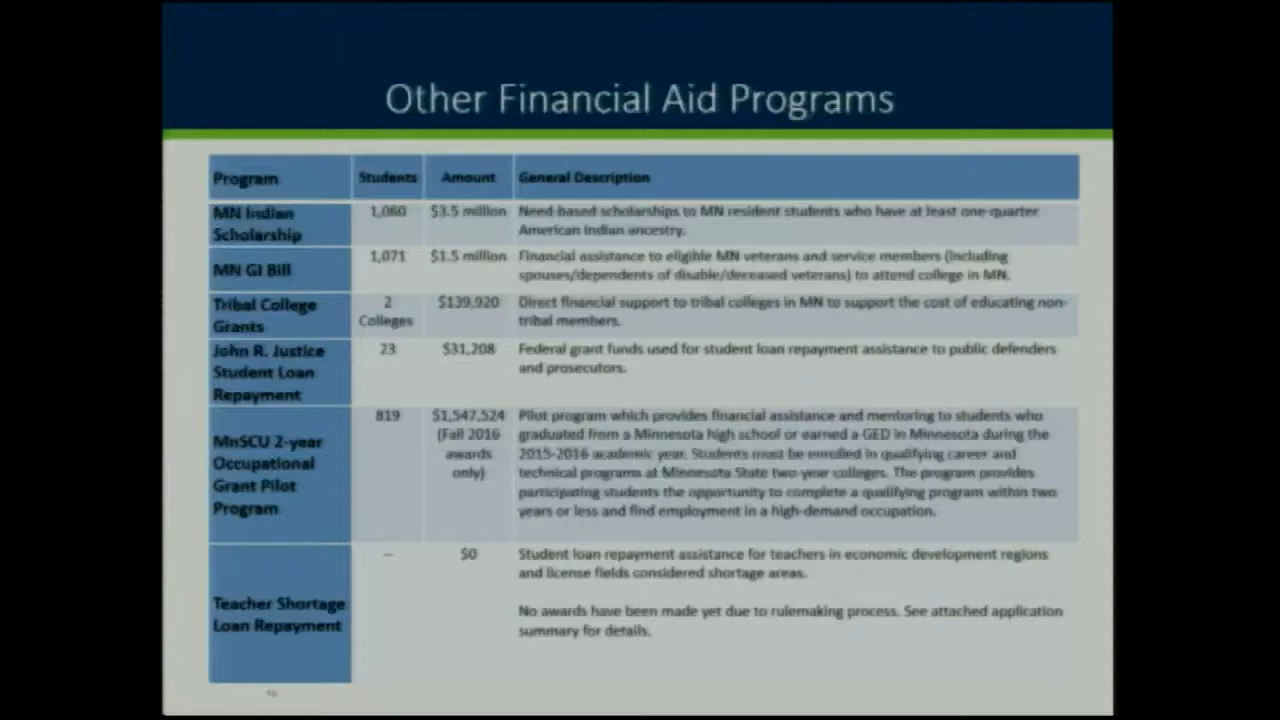 Other Financial Aid Programs
Program Students Amount General Description
MN Indian
Scholarship
1,060 $3.5 million Need-based scholarships to MN resident students who have at least one-quarter
American Indian ancestry.
MN GI Bill
1,071 $1.5 million Financial assistance to eligible MN veterans and service members (including
spouses/dependents of disable/deceased veterans) to attend college in MN.
Tribal College
Grants
2
Colleges
$139,920 Direct financial support to tribal colleges in MN to support the cost of educating non-
tribal members.
John R. Justice
Student Loan
Repayment
23 $31,208 Federal grant funds used for student loan repayment assistance to public defenders
and prosecutors.
MnSCU 2-year
Occupational
Grant Pilot
Program
819
$1,547,524
(Fall 2016
awards
only)
Pilot program which provides financial assistance and mentoring to students who
graduated from a Minnesota high school or earned a GED in Minnesota during the
2015-2016 academic year. Students must be enrolled in qualifying career and
technical programs at Minnesota State two year colleges. The program provides
participating students the opportunity to complete a qualifying program within two
years or less and find employment in a high-demand occupation.
Teacher Shortage
Loan Repayment
-- $0 Student loan repayment assistance for teachers in economic development regions
and license fields considered shortage areas.
No awards have been made yet due to rulemaking process. See attached application
summary for details.